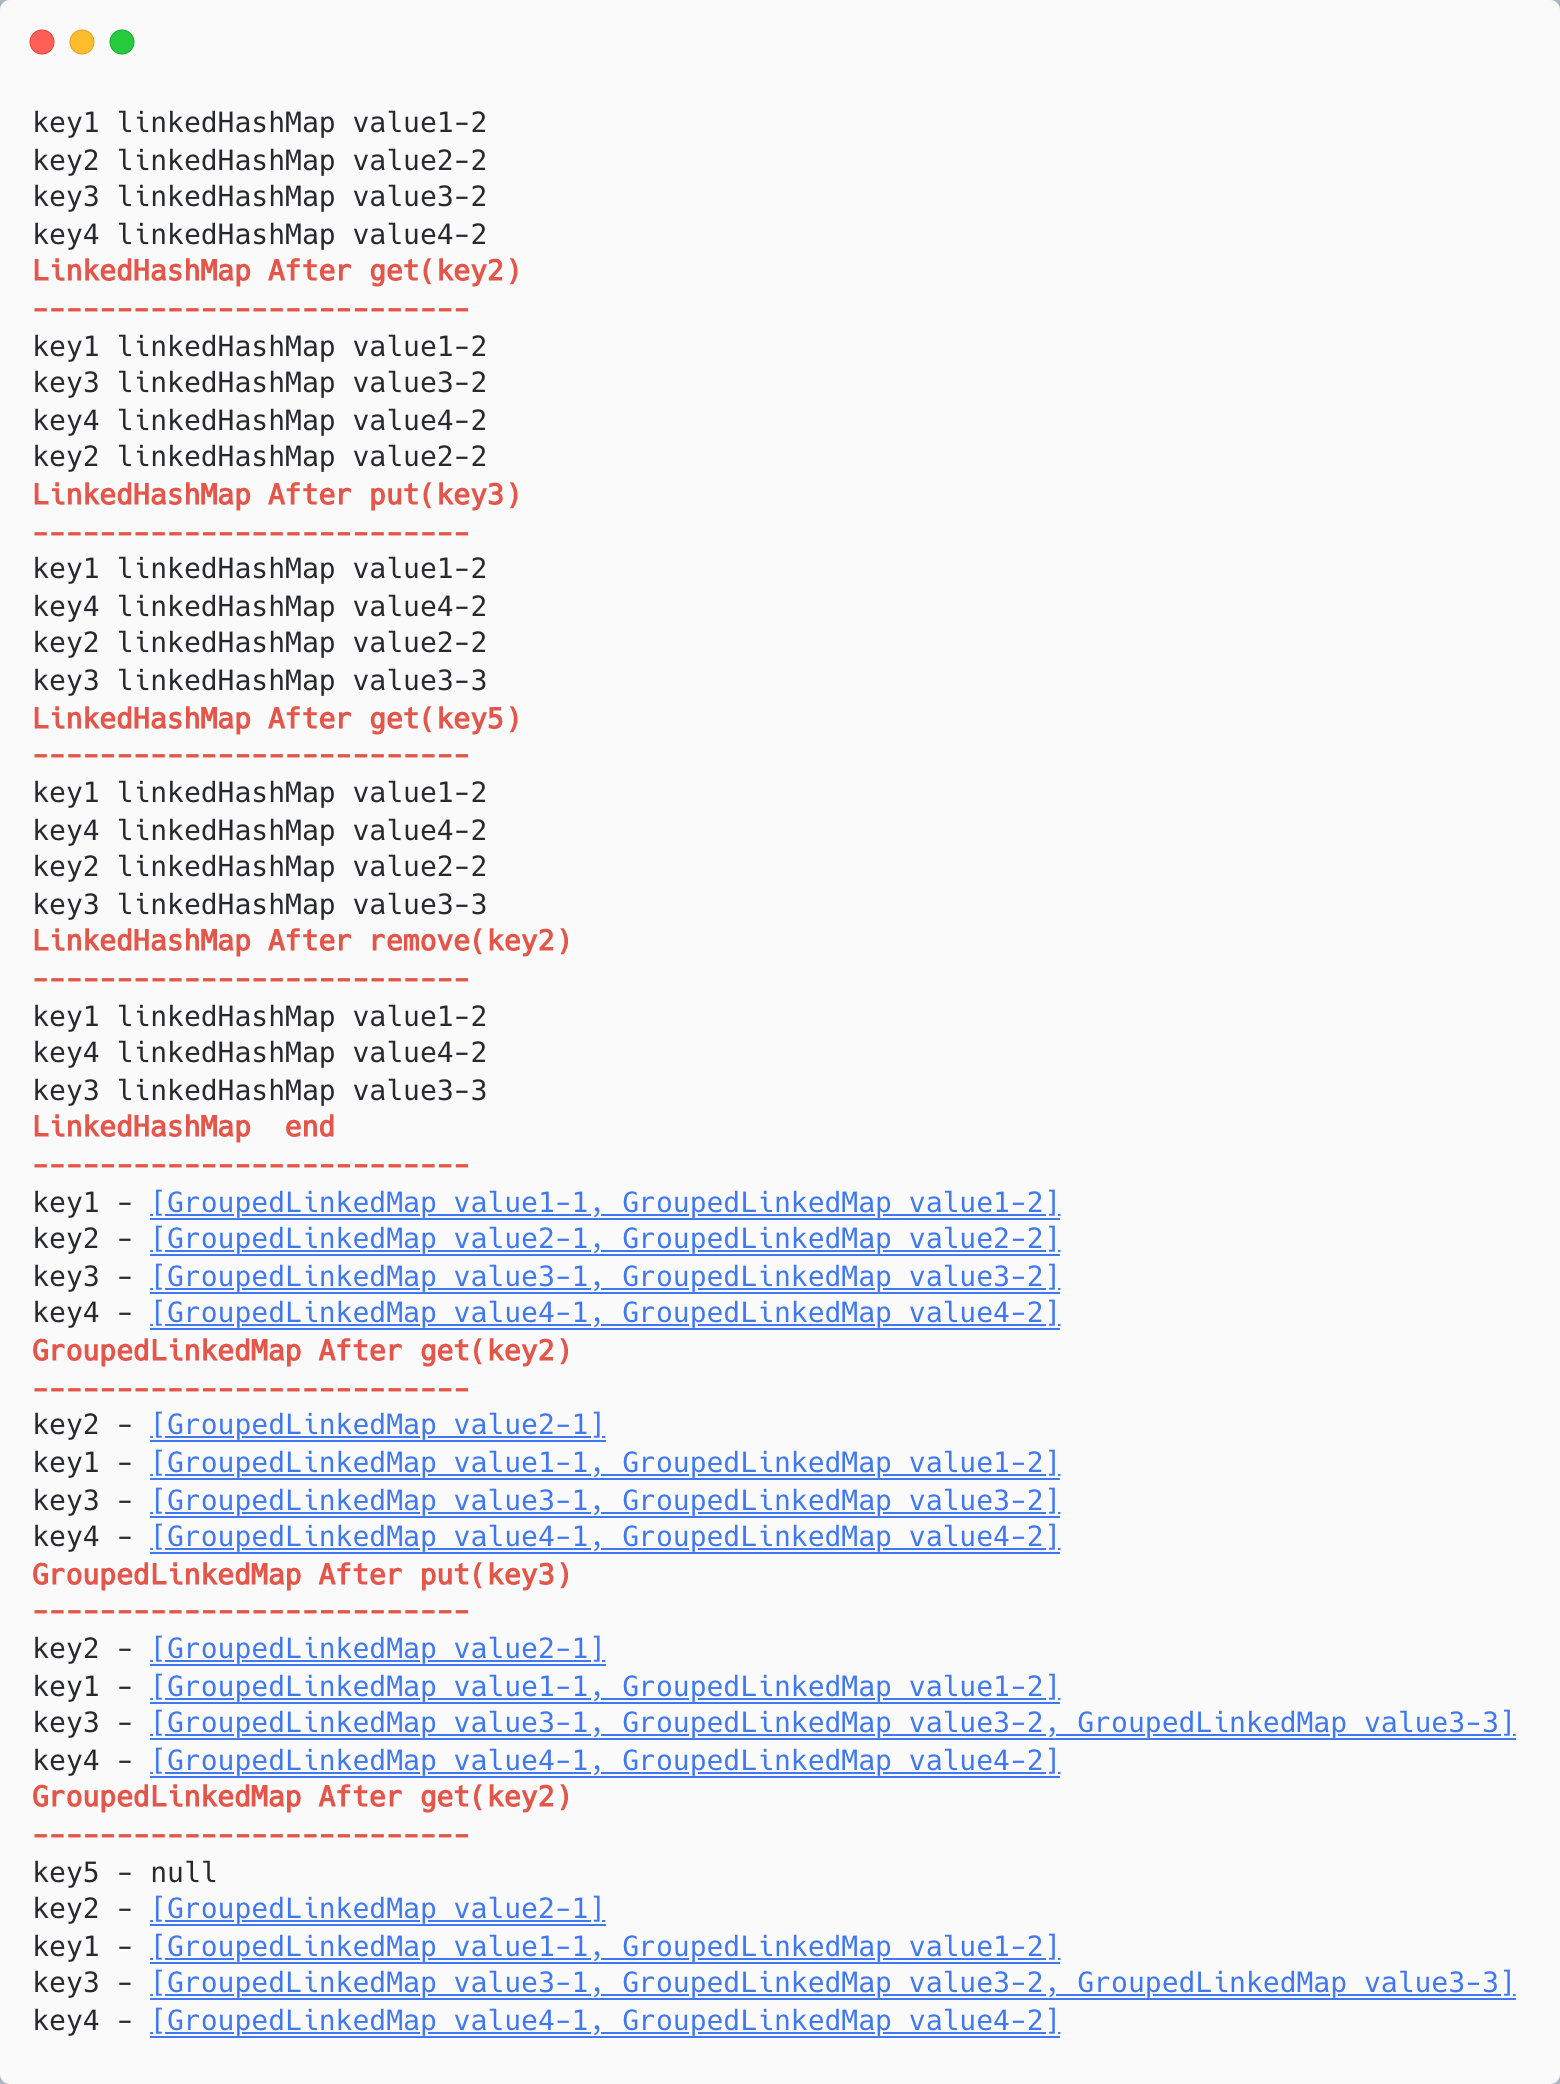 key1 linkedHashMap value1-2
key2 linkedHashMap value2-2
key3 linkedHashMap value3-2
key4 linkedHashMap value4-2
LinkedHashMap After get(key2)
--------------------------
key1 linkedHashMap value1-2
key3 linkedHashMap value3-2
key4 linkedHashMap value4-2
key2 linkedHashMap value2-2
LinkedHashMap After put(key3)
--------------------------
key1 linkedHashMap value1-2
key4 linkedHashMap value4-2
key2 linkedHashMap value2-2
key3 linkedHashMap value3-3
LinkedHashMap After get(key5)
--------------------------
key1 linkedHashMap value1-2
key4 linkedHashMap value4-2
key2 linkedHashMap value2-2
key3 linkedHashMap value3-3
LinkedHashMap After remove(key2)
--------------------------
key1 linkedHashMap value1-2
key4 linkedHashMap value4-2
key3 linkedHashMap value3-3
LinkedHashMap  end
--------------------------
key1 - [GroupedLinkedMap value1-1, GroupedLinkedMap value1-2]
key2 - [GroupedLinkedMap value2-1, GroupedLinkedMap value2-2]
key3 - [GroupedLinkedMap value3-1, GroupedLinkedMap value3-2]
key4 - [GroupedLinkedMap value4-1, GroupedLinkedMap value4-2]
GroupedLinkedMap After get(key2)
--------------------------
key2 - [GroupedLinkedMap value2-1]
key1 - [GroupedLinkedMap value1-1, GroupedLinkedMap value1-2]
key3 - [GroupedLinkedMap value3-1, GroupedLinkedMap value3-2]
key4 - [GroupedLinkedMap value4-1, GroupedLinkedMap value4-2]
GroupedLinkedMap After put(key3)
--------------------------
key2 - [GroupedLinkedMap value2-1]
key1 - [GroupedLinkedMap value1-1, GroupedLinkedMap value1-2]
key3 - [GroupedLinkedMap value3-1, GroupedLinkedMap value3-2, GroupedLinkedMap value3-3]
key4 - [GroupedLinkedMap value4-1, GroupedLinkedMap value4-2]
GroupedLinkedMap After get(key2)
--------------------------
key5 - null
key2 - [GroupedLinkedMap value2-1]
key1 - [GroupedLinkedMap value1-1, GroupedLinkedMap value1-2]
key3 - [GroupedLinkedMap value3-1, GroupedLinkedMap value3-2, GroupedLinkedMap value3-3]
key4 - [GroupedLinkedMap value4-1, GroupedLinkedMap value4-2]